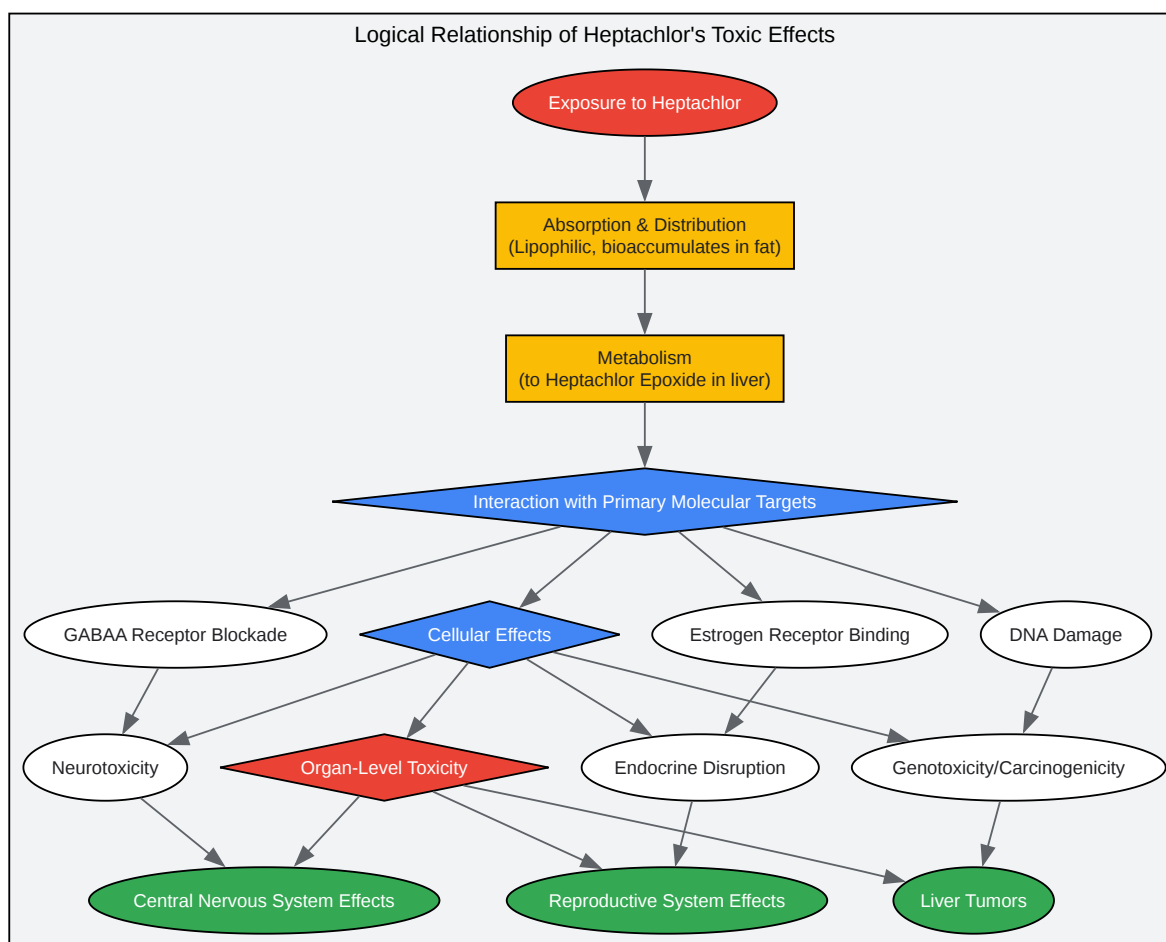 Logical Relationship of Heptachlor's Toxic Effects
Exposure to Heptachlor
Absorption & Distribution
(Lipophilic, bioaccumulates in fat)
Metabolism
(to Heptachlor Epoxide in liver)
Interaction with Primary Molecular Targets
GABAA Receptor Blockade
Cellular Effects
Estrogen Receptor Binding
DNA Damage
Neurotoxicity
Organ-Level Toxicity
Endocrine Disruption
Genotoxicity/Carcinogenicity
Central Nervous System Effects
Reproductive System Effects
Liver Tumors